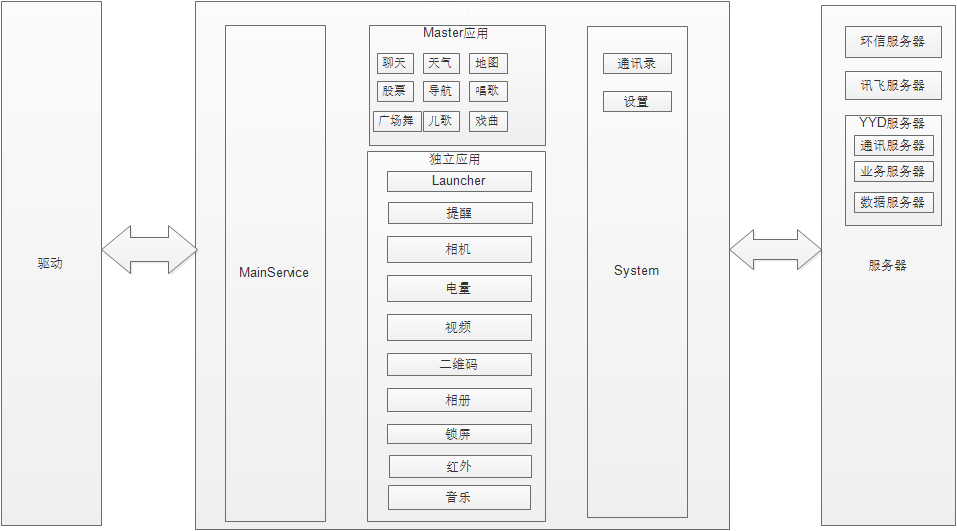 驱动
MainService
Master应用
聊天
天气
地图
股票
导航
唱歌
广场舞
儿歌
戏曲
独立应用
Launcher
提醒
相机
电量
视频
二维码
相册
锁屏
红外
音乐
通讯录
设置
System
环信服务器
讯飞服务器
YYD服务器
通讯服务器
业务服务器
数据服务器
服务器